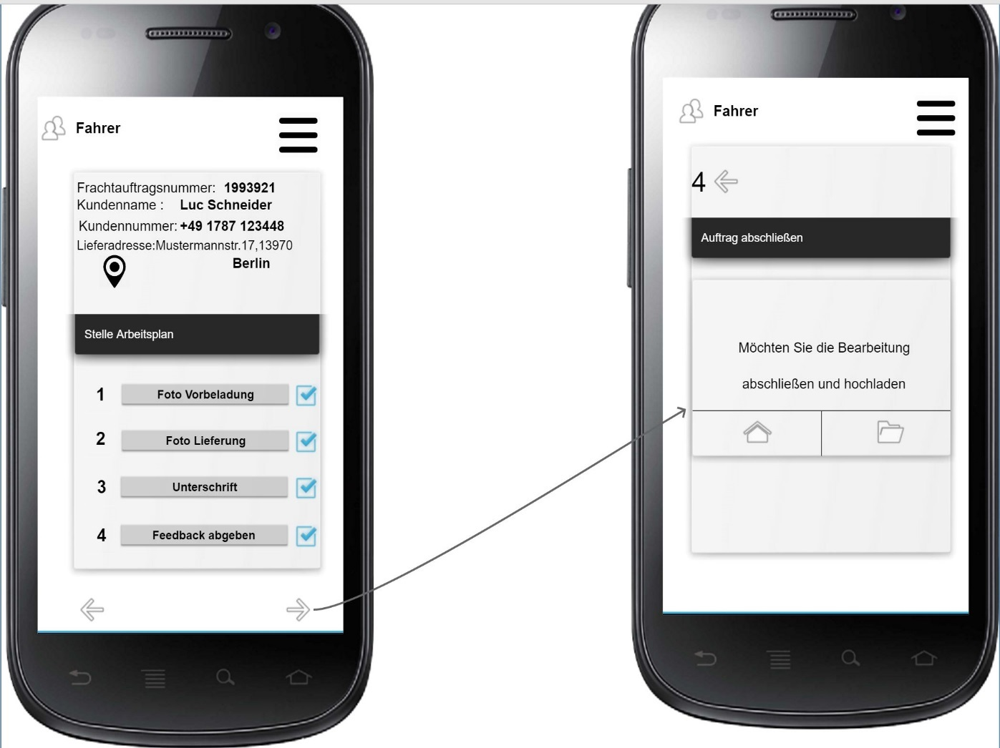 Fahrer
Frachtauftragsnummer: 1993921
Kundenname : Luc Schneider
Kundennummer: +49 1787 123448
Lieferadresse:Mustermannstr.17,13970
Berlin
Stelle Arbeitsplan
1 Foto Vorbeladung
2 Foto Lieferung
3 Unterschrift
4 Feedback abgeben
Fahrer
4
Auftrag abschließen
Möchten Sie die Bearbeitung
abschließen und hochladen